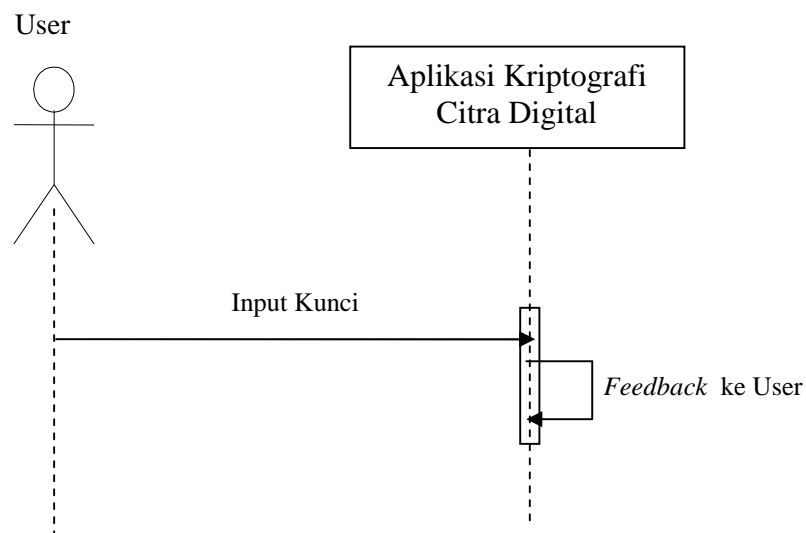 User
Aplikasi Kriptografi
Citra Digital
Input Kunci
Feedback ke User